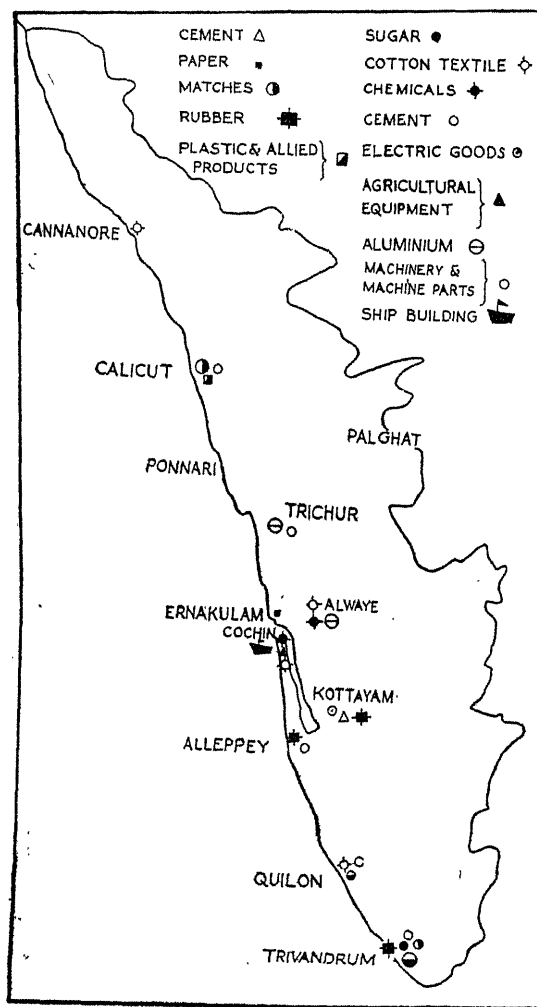 CEMENT
PAPER
MATCHES
RUBBER
PLASTIC & ALLIED
PRODUCTS
SUGAR
COTTON TEXTILE
CHEMICALS
CEMENT
ELECTRIC GOODS
AGRICULTURAL
EQUIPMENT
ALUMINIUM
MACHINERY &
MACHINE PARTS
SHIP BUILDING
CANNANORE
CALICUT
PALGHAT
PONNARI
TRICHUR
ALWAYE
ERNAKULAM
COCHIN
KOTTAYAM
ALLEPPEY
QUILON
TRIVANDRUM